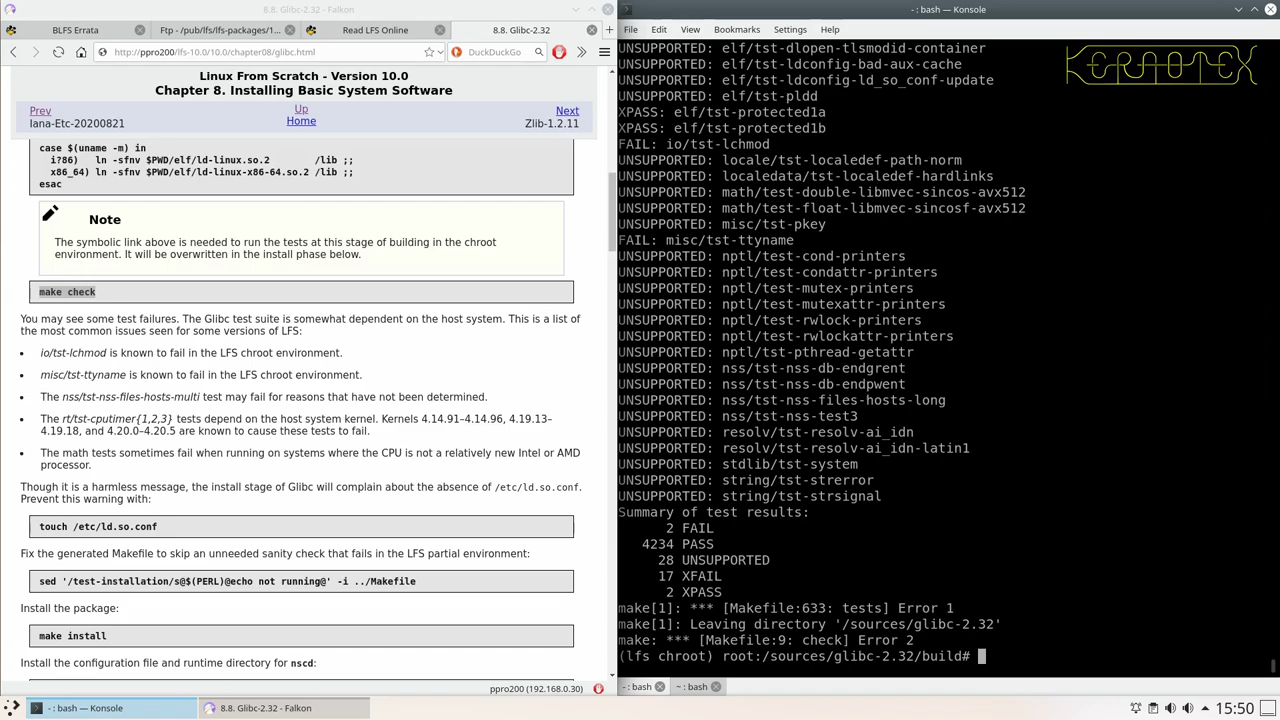 8.8. Glibc-2.32 - Falkon
BLFS Errata
Ftp - /pub/lfs/lfs-packages/1...
Read LFS Online
8.8. Glibc-2.32
http://ppro200/lfs-10.0/10.0/chapter08/glibc.html
DuckDuckGo
Linux From Scratch - Version 10.0
Chapter 8. Installing Basic System Software
Prev
Up
Next
Iana-Etc-20200821
Home
Zlib-1.2.11
case $(uname -m) in
i?86) ln -sfnv $PWD/elf/ld-linux.so.2 /lib ;;
x86_64) ln -sfnv $PWD/elf/ld-linux-x86-64.so.2 /lib ;;
esac
Note
The symbolic link above is needed to run the tests at this stage of building in the chroot
environment. It will be overwritten in the install phase below.
make check
You may see some test failures. The Glibc test suite is somewhat dependent on the host system. This is a list of
the most common issues seen for some versions of LFS:
• io/tst-lchmod is known to fail in the LFS chroot environment.
• misc/tst-ttyname is known to fail in the LFS chroot environment.
• The nss/tst-nss-files-hosts-multi test may fail for reasons that have not been determined.
• The rt/tst-cputimer{1,2,3} tests depend on the host system kernel. Kernels 4.14.91–4.14.96, 4.19.13–
4.19.18, and 4.20.0–4.20.5 are known to cause these tests to fail.
• The math tests sometimes fail when running on systems where the CPU is not a relatively new Intel or AMD
processor.
Though it is a harmless message, the install stage of Glibc will complain about the absence of /etc/ld.so.conf.
Prevent this warning with:
touch /etc/ld.so.conf
Fix the generated Makefile to skip an unneeded sanity check that fails in the LFS partial environment:
sed '/test-installation/s@$(PERL)@echo not running@' -i ../Makefile
Install the package:
make install
Install the configuration file and runtime directory for nscd:
ppro200 (192.168.0.30)
- : bash — Konsole
File Edit View Bookmarks Settings Help
KERAOTEX
UNSUPPORTED: elf/tst-dlopen-tlsmodid-container
UNSUPPORTED: elf/tst-ldconfig-bad-aux-cache
UNSUPPORTED: elf/tst-ldconfig-ld_so_conf-update
UNSUPPORTED: elf/tst-pldd
XPASS: elf/tst-protected1a
XPASS: elf/tst-protected1b
FAIL: io/tst-lchmod
UNSUPPORTED: locale/tst-localedef-path-norm
UNSUPPORTED: localedata/tst-localedef-hardlinks
UNSUPPORTED: math/test-double-libmvec-sincos-avx512
UNSUPPORTED: math/test-float-libmvec-sincosf-avx512
UNSUPPORTED: misc/tst-pkey
FAIL: misc/tst-ttyname
UNSUPPORTED: nptl/test-cond-printers
UNSUPPORTED: nptl/test-condattr-printers
UNSUPPORTED: nptl/test-mutex-printers
UNSUPPORTED: nptl/test-mutexattr-printers
UNSUPPORTED: nptl/test-rwlock-printers
UNSUPPORTED: nptl/test-rwlockattr-printers
UNSUPPORTED: nptl/tst-pthread-getattr
UNSUPPORTED: nss/tst-nss-db-endgrent
UNSUPPORTED: nss/tst-nss-db-endpwent
UNSUPPORTED: nss/tst-nss-files-hosts-long
UNSUPPORTED: nss/tst-nss-test3
UNSUPPORTED: resolv/tst-resolv-ai_idn
UNSUPPORTED: resolv/tst-resolv-ai_idn-latin1
UNSUPPORTED: stdlib/tst-system
UNSUPPORTED: string/tst-strerror
UNSUPPORTED: string/tst-strsignal
Summary of test results:
2 FAIL
4234 PASS
28 UNSUPPORTED
17 XFAIL
2 XPASS
make[1]: *** [Makefile:633: tests] Error 1
make[1]: Leaving directory '/sources/glibc-2.32'
make: *** [Makefile:9: check] Error 2
(lfs chroot) root:/sources/glibc-2.32/build#
- : bash
~ : bash
- : bash — Konsole
8.8. Glibc-2.32 - Falkon
15:50